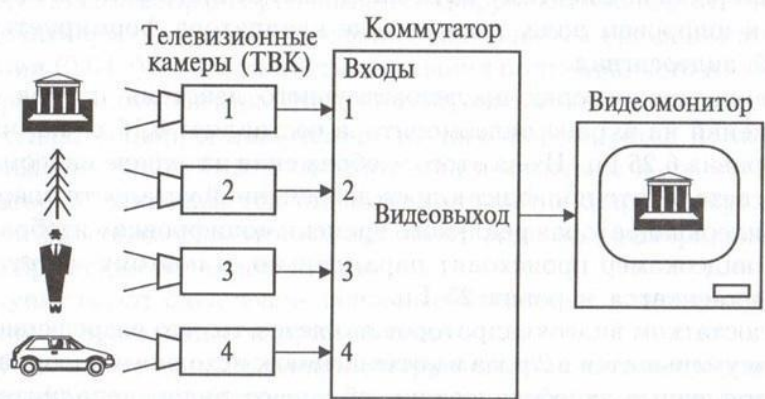 Телевизионные
камеры (ТВК)
Коммутатор
Входы
Видеомонитор
1
1
2
2
Видеовыход
3
3
4
4